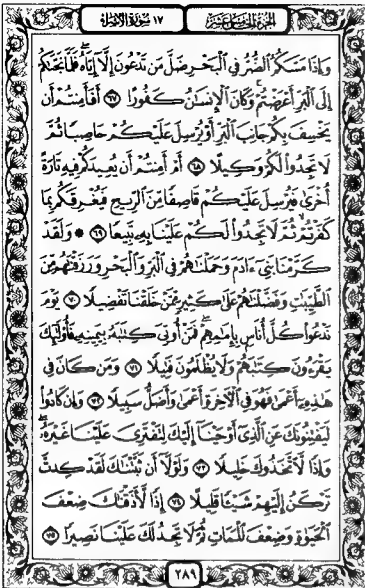 الجزء الخامس عشر ١٧ سورة الإسراء
وَإِذَا مَسَّكُمُ ٱلضُّرُّ فِي ٱلْبَحْرِ ضَلَّ مَن تَدْعُونَ إِلَّآ إِيَّاهُ فَلَمَّا نَجَّىٰكُمْ
إِلَى ٱلْبَرِّ أَعْرَضْتُمْ وَكَانَ ٱلْإِنسَٰنُ كَفُورًا ٦٧ أَفَأَمِنتُمْ أَن
يَخْسِفَ بِكُمْ جَانِبَ ٱلْبَرِّ أَوْ يُرْسِلَ عَلَيْكُمْ حَاصِبًا ثُمَّ
لَا تَجِدُوا۟ لَكُمْ وَكِيلًا ٦٨ أَمْ أَمِنتُمْ أَن يُعِيدَكُمْ فِيهِ تَارَةً
أُخْرَىٰ فَيُرْسِلَ عَلَيْكُمْ قَاصِفًا مِّنَ ٱلرِّيحِ فَيُغْرِقَكُم بِمَا
كَفَرْتُمْ ثُمَّ لَا تَجِدُوا۟ لَكُمْ عَلَيْنَا بِهِۦ تَبِيعًا ٦٩ ۞ وَلَقَدْ
كَرَّمْنَا بَنِيٓ ءَادَمَ وَحَمَلْنَٰهُمْ فِي ٱلْبَرِّ وَٱلْبَحْرِ وَرَزَقْنَٰهُم مِّنَ
ٱلطَّيِّبَٰتِ وَفَضَّلْنَٰهُمْ عَلَىٰ كَثِيرٍ مِّمَّنْ خَلَقْنَا تَفْضِيلًا ٧٠ يَوْمَ
نَدْعُوا۟ كُلَّ أُنَاسٍۭ بِإِمَٰمِهِمْ فَمَنْ أُوتِيَ كِتَٰبَهُۥ بِيَمِينِهِۦ فَأُو۟لَٰٓئِكَ
يَقْرَءُونَ كِتَٰبَهُمْ وَلَا يُظْلَمُونَ فَتِيلًا ٧١ وَمَن كَانَ فِي
هَٰذِهِۦٓ أَعْمَىٰ فَهُوَ فِي ٱلْءَاخِرَةِ أَعْمَىٰ وَأَضَلُّ سَبِيلًا ٧٢ وَإِن كَادُوا۟
لَيَفْتِنُونَكَ عَنِ ٱلَّذِيٓ أَوْحَيْنَآ إِلَيْكَ لِتَفْتَرِيَ عَلَيْنَا غَيْرَهُۥ
وَإِذًا لَّٱتَّخَذُوكَ خَلِيلًا ٧٣ وَلَوْلَآ أَن ثَبَّتْنَٰكَ لَقَدْ كِدتَّ
تَرْكَنُ إِلَيْهِمْ شَيْـًٔا قَلِيلًا ٧٤ إِذًا لَّأَذَقْنَٰكَ ضِعْفَ
ٱلْحَيَوٰةِ وَضِعْفَ ٱلْمَمَاتِ ثُمَّ لَا تَجِدُ لَكَ عَلَيْنَا نَصِيرًا ٧٥
٢٨٩